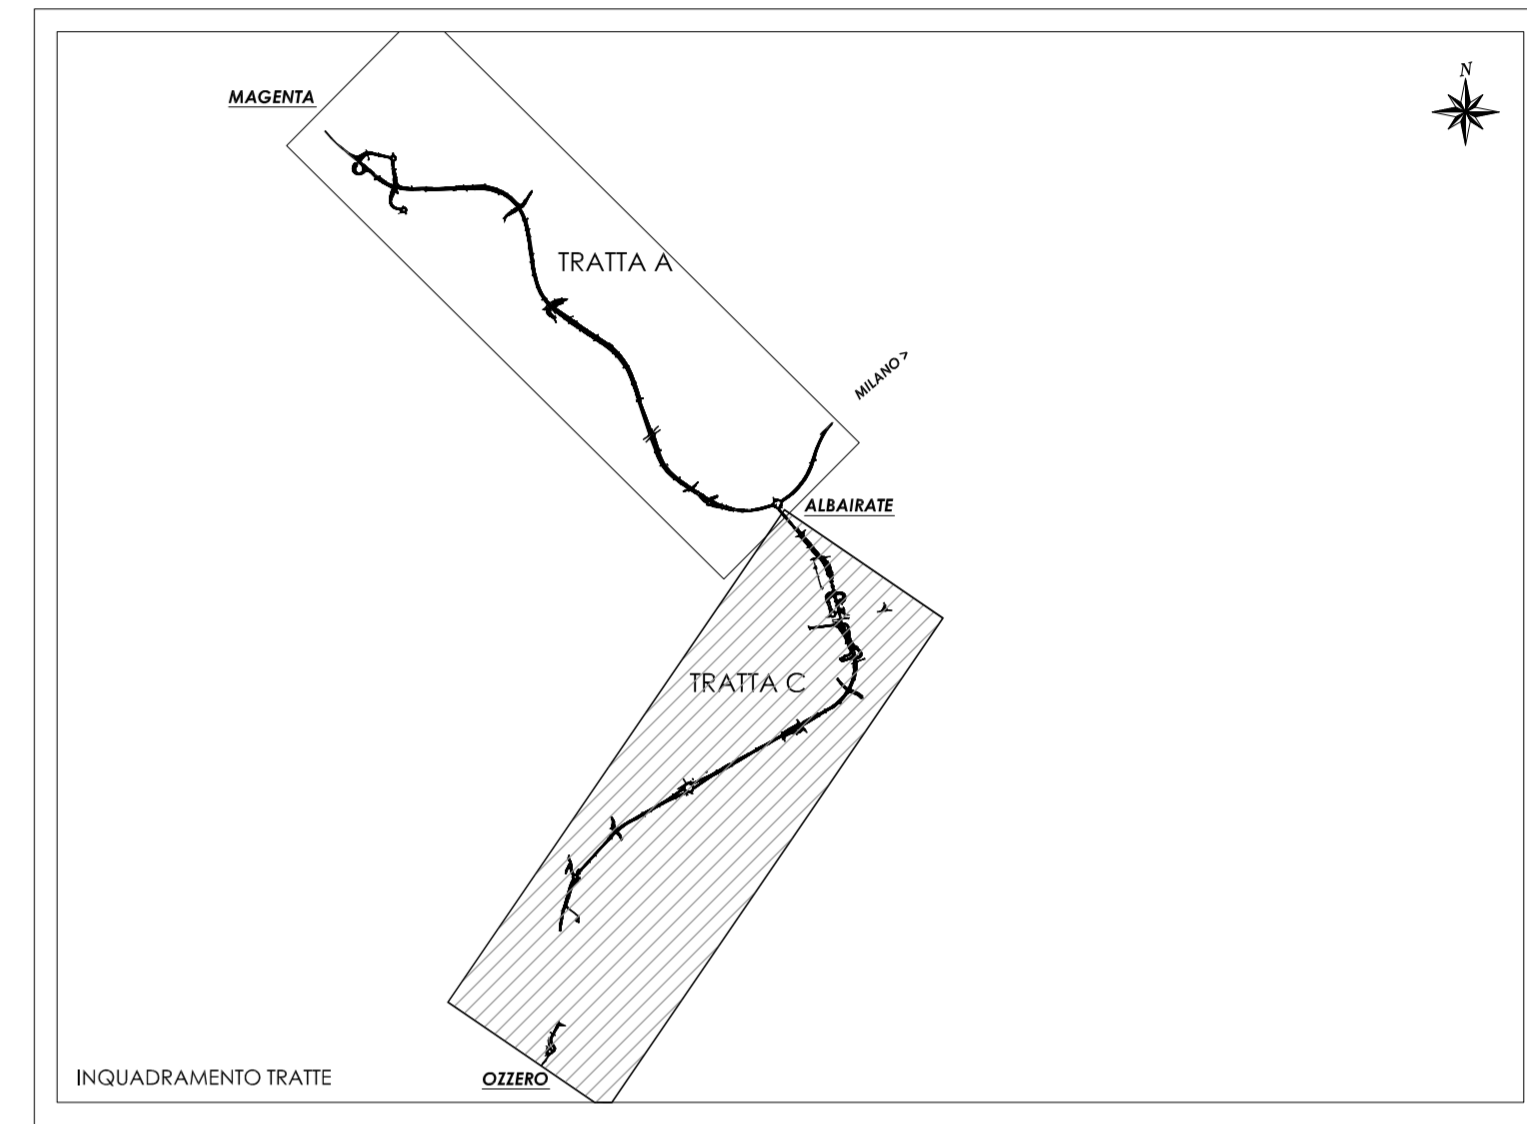 N
MAGENTA
TRATTA A
MILANO >
ALBAIRATE
TRATTA C
INQUADRAMENTO TRATTE
OZZERO